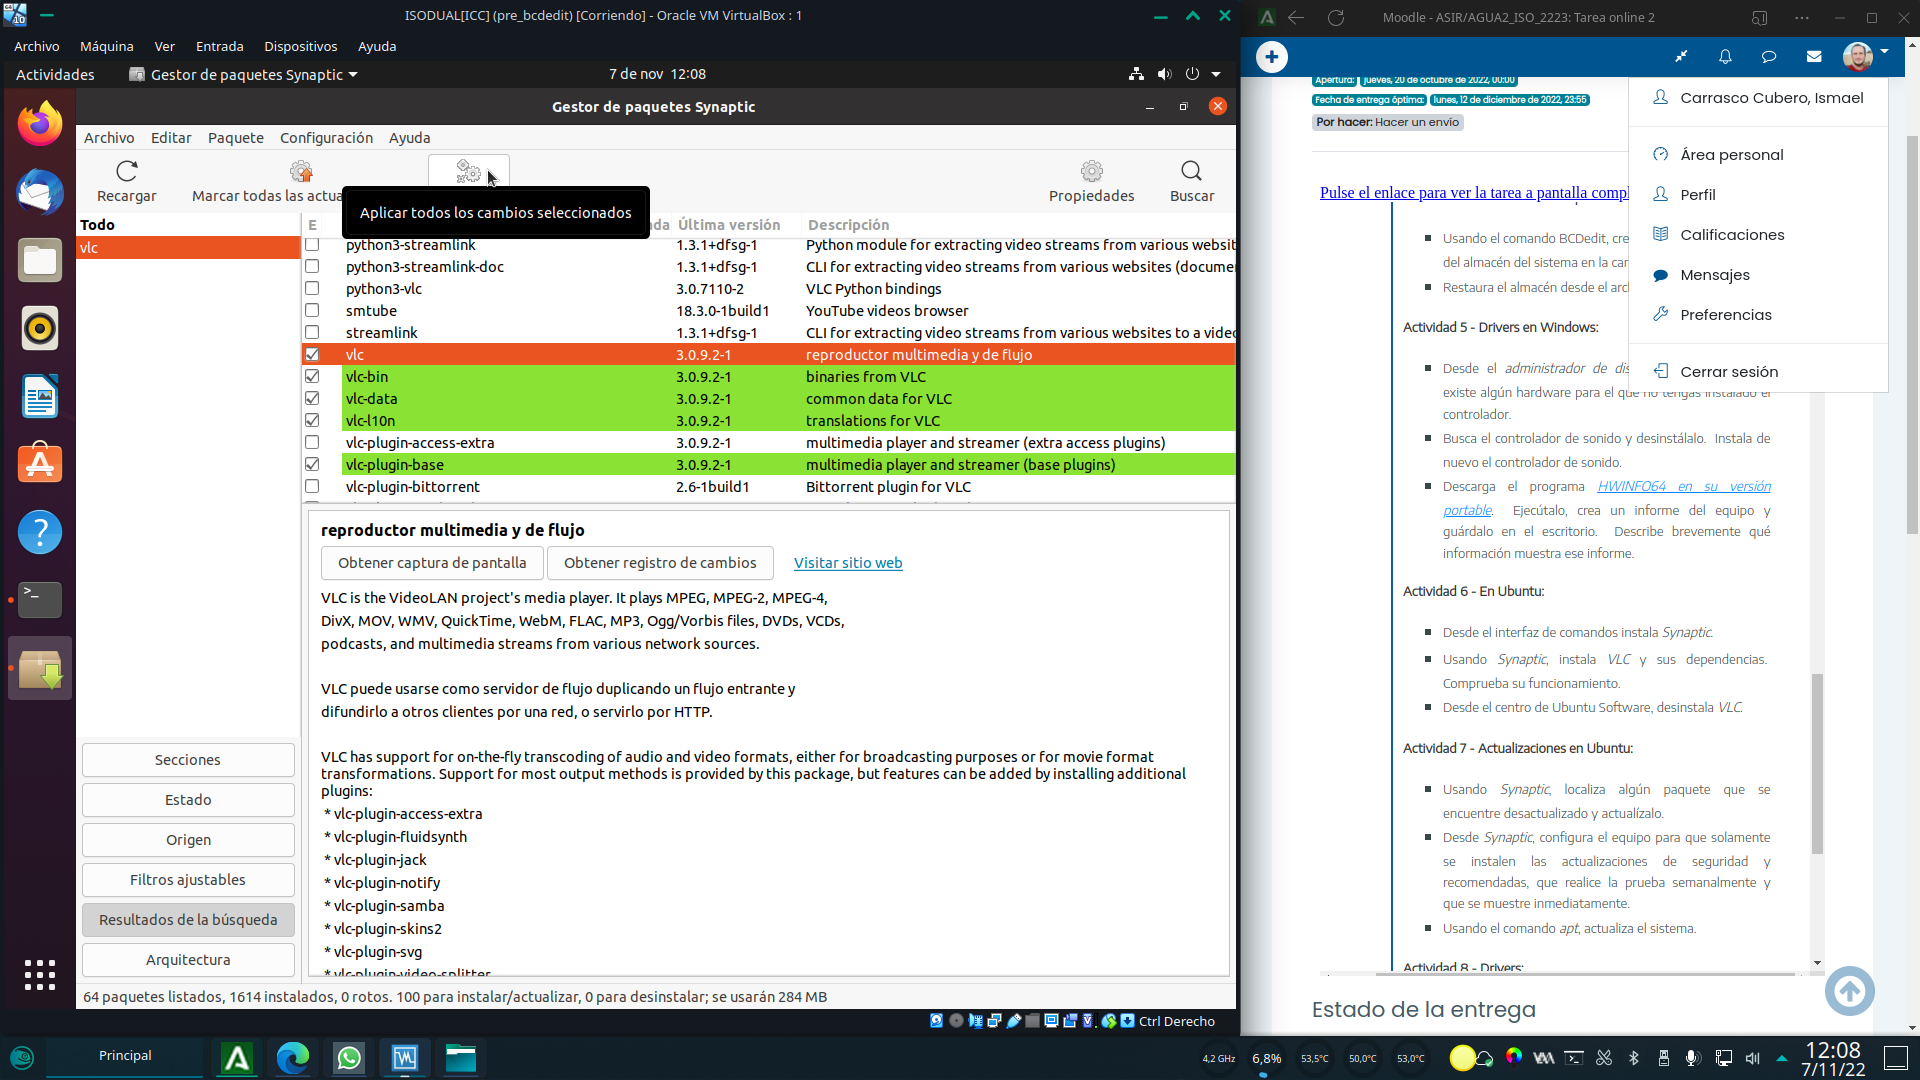 ISODUAL[ICC] (pre_bcdedit) [Corriendo] - Oracle VM VirtualBox : 1
Archivo Máquina Ver Entrada Dispositivos Ayuda
Actividades Gestor de paquetes Synaptic 7 de nov 12:08
Gestor de paquetes Synaptic
Archivo Editar Paquete Configuración Ayuda
Recargar Marcar todas las actua Propiedades Buscar
Aplicar todos los cambios seleccionados
Todo
vlc
E ada Última versión Descripción
python3-streamlink 1.3.1+dfsg-1 Python module for extracting video streams from various websit
python3-streamlink-doc 1.3.1+dfsg-1 CLI for extracting video streams from various websites (docume
python3-vlc 3.0.7110-2 VLC Python bindings
smtube 18.3.0-1build1 YouTube videos browser
streamlink 1.3.1+dfsg-1 CLI for extracting video streams from various websites to a vide
vlc 3.0.9.2-1 reproductor multimedia y de flujo
vlc-bin 3.0.9.2-1 binaries from VLC
vlc-data 3.0.9.2-1 common data for VLC
vlc-l10n 3.0.9.2-1 translations for VLC
vlc-plugin-access-extra 3.0.9.2-1 multimedia player and streamer (extra access plugins)
vlc-plugin-base 3.0.9.2-1 multimedia player and streamer (base plugins)
vlc-plugin-bittorrent 2.6-1build1 Bittorrent plugin for VLC
reproductor multimedia y de flujo
Obtener captura de pantalla Obtener registro de cambios Visitar sitio web
VLC is the VideoLAN project's media player. It plays MPEG, MPEG-2, MPEG-4,
DivX, MOV, WMV, QuickTime, WebM, FLAC, MP3, Ogg/Vorbis files, DVDs, VCDs,
podcasts, and multimedia streams from various network sources.
VLC puede usarse como servidor de flujo duplicando un flujo entrante y
difundirlo a otros clientes por una red, o servirlo por HTTP.
VLC has support for on-the-fly transcoding of audio and video formats, either for broadcasting purposes or for movie format
transformations. Support for most output methods is provided by this package, but features can be added by installing additional
plugins:
* vlc-plugin-access-extra
* vlc-plugin-fluidsynth
* vlc-plugin-jack
* vlc-plugin-notify
* vlc-plugin-samba
* vlc-plugin-skins2
* vlc-plugin-svg
* vlc-plugin-video-splitter
Secciones
Estado
Origen
Filtros ajustables
Resultados de la búsqueda
Arquitectura
64 paquetes listados, 1614 instalados, 0 rotos. 100 para instalar/actualizar, 0 para desinstalar; se usarán 284 MB
Ctrl Derecho
Moodle - ASIR/AGUA2_ISO_2223: Tarea online 2
Apertura: jueves, 20 de octubre de 2022, 00:00
Fecha de entrega óptima: lunes, 12 de diciembre de 2022, 23:55
Por hacer: Hacer un envío
Pulse el enlace para ver la tarea a pantalla compl
Carrasco Cubero, Ismael
Área personal
Perfil
Calificaciones
Mensajes
Preferencias
Cerrar sesión
Usando el comando BCDedit, cre
del almacén del sistema en la car
Restaura el almacén desde el arc
Actividad 5 - Drivers en Windows:
Desde el administrador de dis
existe algún hardware para el que no tengas instalado el
controlador.
Busca el controlador de sonido y desinstálalo. Instala de
nuevo el controlador de sonido.
Descarga el programa HWINFO64 en su versión
portable. Ejecútalo, crea un informe del equipo y
guárdalo en el escritorio. Describe brevemente qué
información muestra ese informe.
Actividad 6 - En Ubuntu:
Desde el interfaz de comandos instala Synaptic.
Usando Synaptic, instala VLC y sus dependencias.
Comprueba su funcionamiento.
Desde el centro de Ubuntu Software, desinstala VLC.
Actividad 7 - Actualizaciones en Ubuntu:
Usando Synaptic, localiza algún paquete que se
encuentre desactualizado y actualízalo.
Desde Synaptic, configura el equipo para que solamente
se instalen las actualizaciones de seguridad y
recomendadas, que realice la prueba semanalmente y
que se muestre inmediatamente.
Usando el comando apt, actualiza el sistema.
Actividad 8 - Drivers:
Estado de la entrega
Principal
4,2 GHz 6,8% 53,5°C 50,0°C 53,0°C
12:08
7/11/22